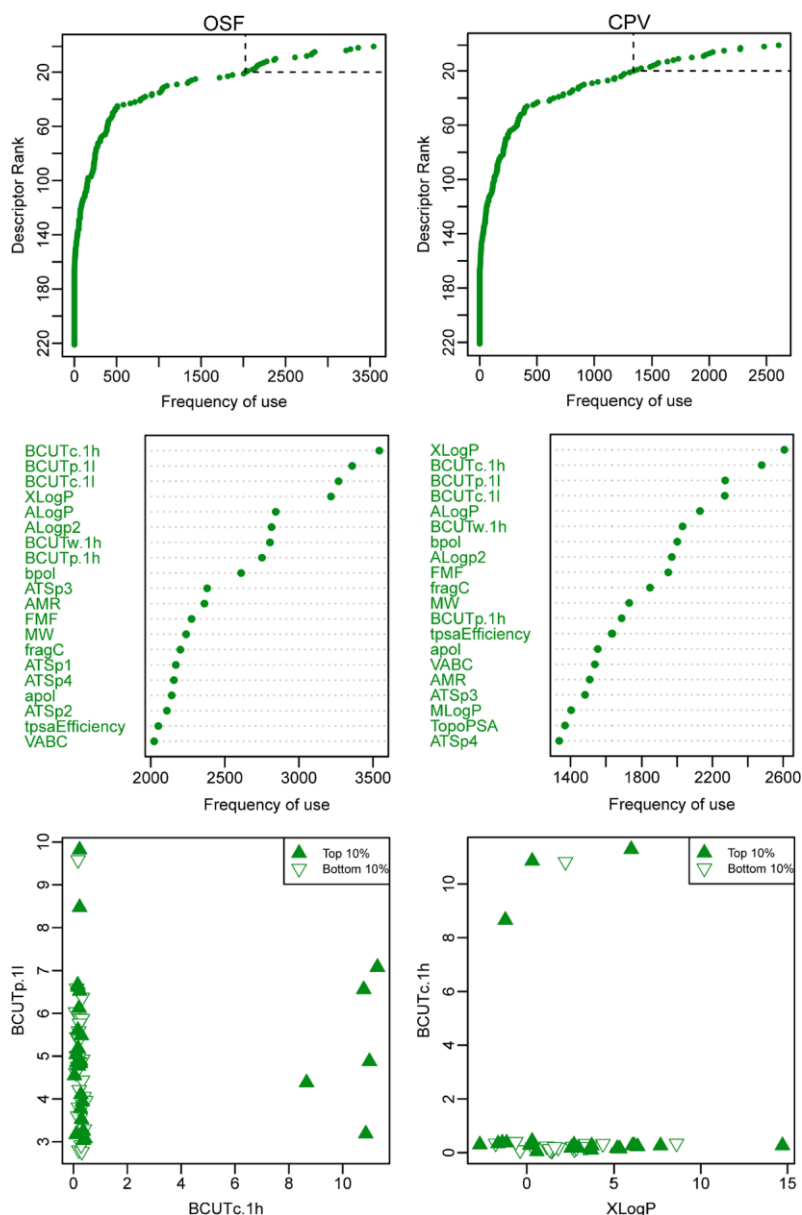 OSF
CPV
20
60
100
140
180
220
Descriptor Rank
0
500
1500
2500
3500
Frequency of use
20
60
100
140
180
220
Descriptor Rank
0
500
1000
1500
2000
2500
Frequency of use
BCUTc.1h
BCUTp.1l
BCUTc.1l
XLogP
ALogP
ALogp2
BCUTw.1h
BCUTp.1h
bpol
ATSp3
AMR
FMF
MW
fragC
ATSp1
ATSp4
apol
ATSp2
tpsaEfficiency
VABC
2000
2500
3000
3500
Frequency of use
XLogP
BCUTc.1h
BCUTp.1l
BCUTc.1l
ALogP
BCUTw.1h
bpol
ALogp2
FMF
fragC
MW
BCUTp.1h
tpsaEfficiency
apol
VABC
AMR
ATSp3
MLogP
TopoPSA
ATSp4
1400
1800
2200
2600
Frequency of use
Top 10%
Bottom 10%
10
9
8
7
6
5
4
3
BCUTp.1l
0
2
4
6
8
10
BCUTc.1h
Top 10%
Bottom 10%
10
8
6
4
2
0
BCUTc.1h
0
5
10
15
XLogP